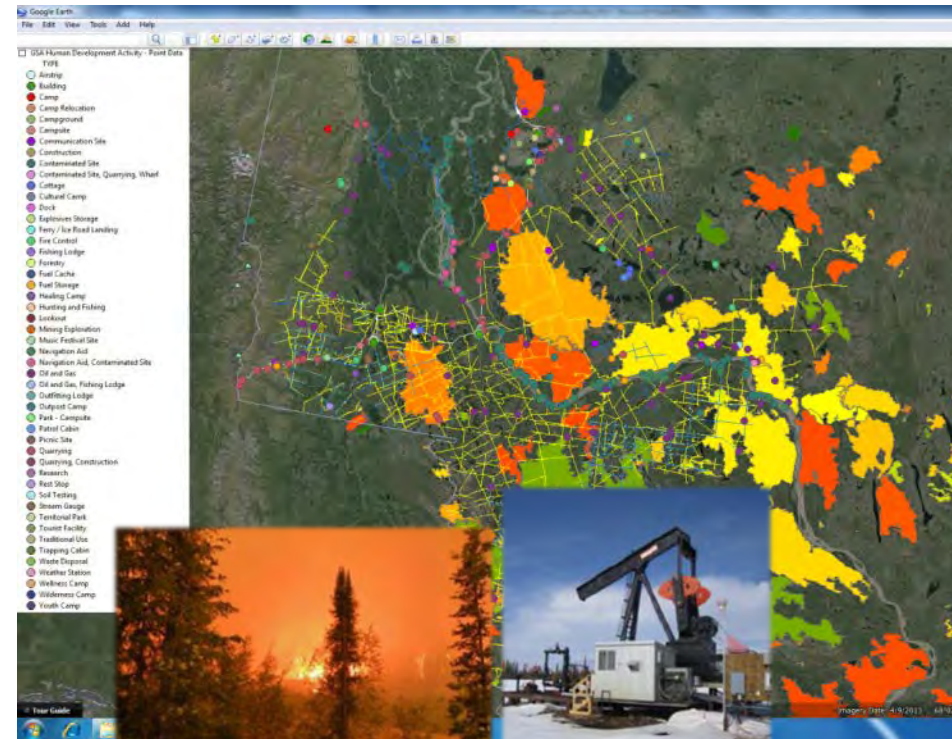 Google Earth
File Edit View Tools Add Help
GSA Human Development Activity - Point Data
TYPE
Airstrip
Building
Camp
Camp Relocation
Campground
Campsite
Communication Site
Construction
Contaminated Site
Contaminated Site, Quarrying, Wharf
Cottage
Culturel Camp
Dock
Explosives Storage
Ferry / Ice Road Landing
Fire Control
Fishing Lodge
Forestry
Fuel Cache
Fuel Storage
Healing Camp
Hunting and Fishing
Lookout
Mining Exploration
Music Festival Site
Navigation Aid
Navigation Aid, Contaminated Site
Oil and Gas
Oil and Gas, Fishing Lodge
Outfitting Lodge
Outpost Camp
Park - Campsite
Patrol Cabin
Picnic Site
Quarrying
Quarrying, Construction
Research
Rest Stop
Soil Testing
Stream Gauge
Territorial Park
Tourist Facility
Traditional Use
Trapping Cabin
Waste Disposal
Weather Station
Wellness Camp
Wilderness Camp
Youth Camp
Tour Guide
Imagery Date: 4/9/2013